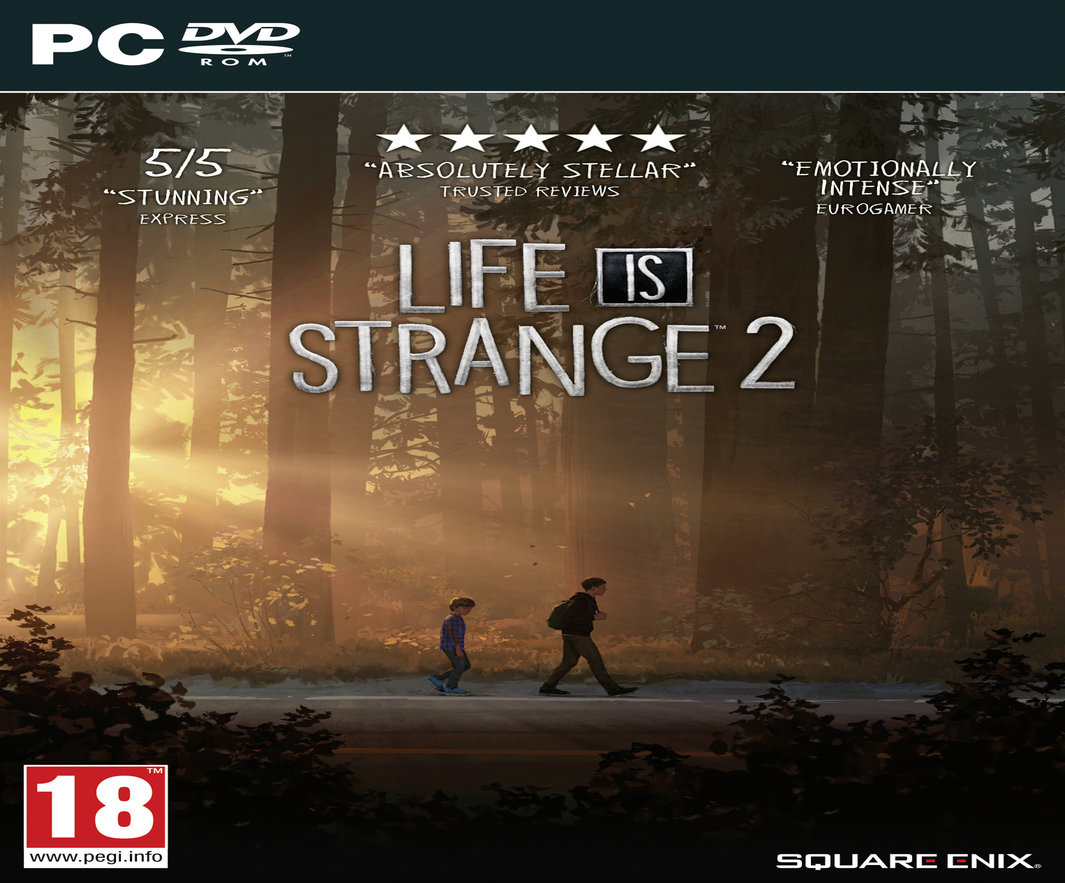 PC DVD
ROM ™
5/5
"STUNNING"
EXPRESS
"ABSOLUTELY STELLAR"
TRUSTED REVIEWS
"EMOTIONALLY
INTENSE"
EUROGAMER
LIFE IS
STRANGE™ 2
18™
www.pegi.info
SQUARE ENIX®